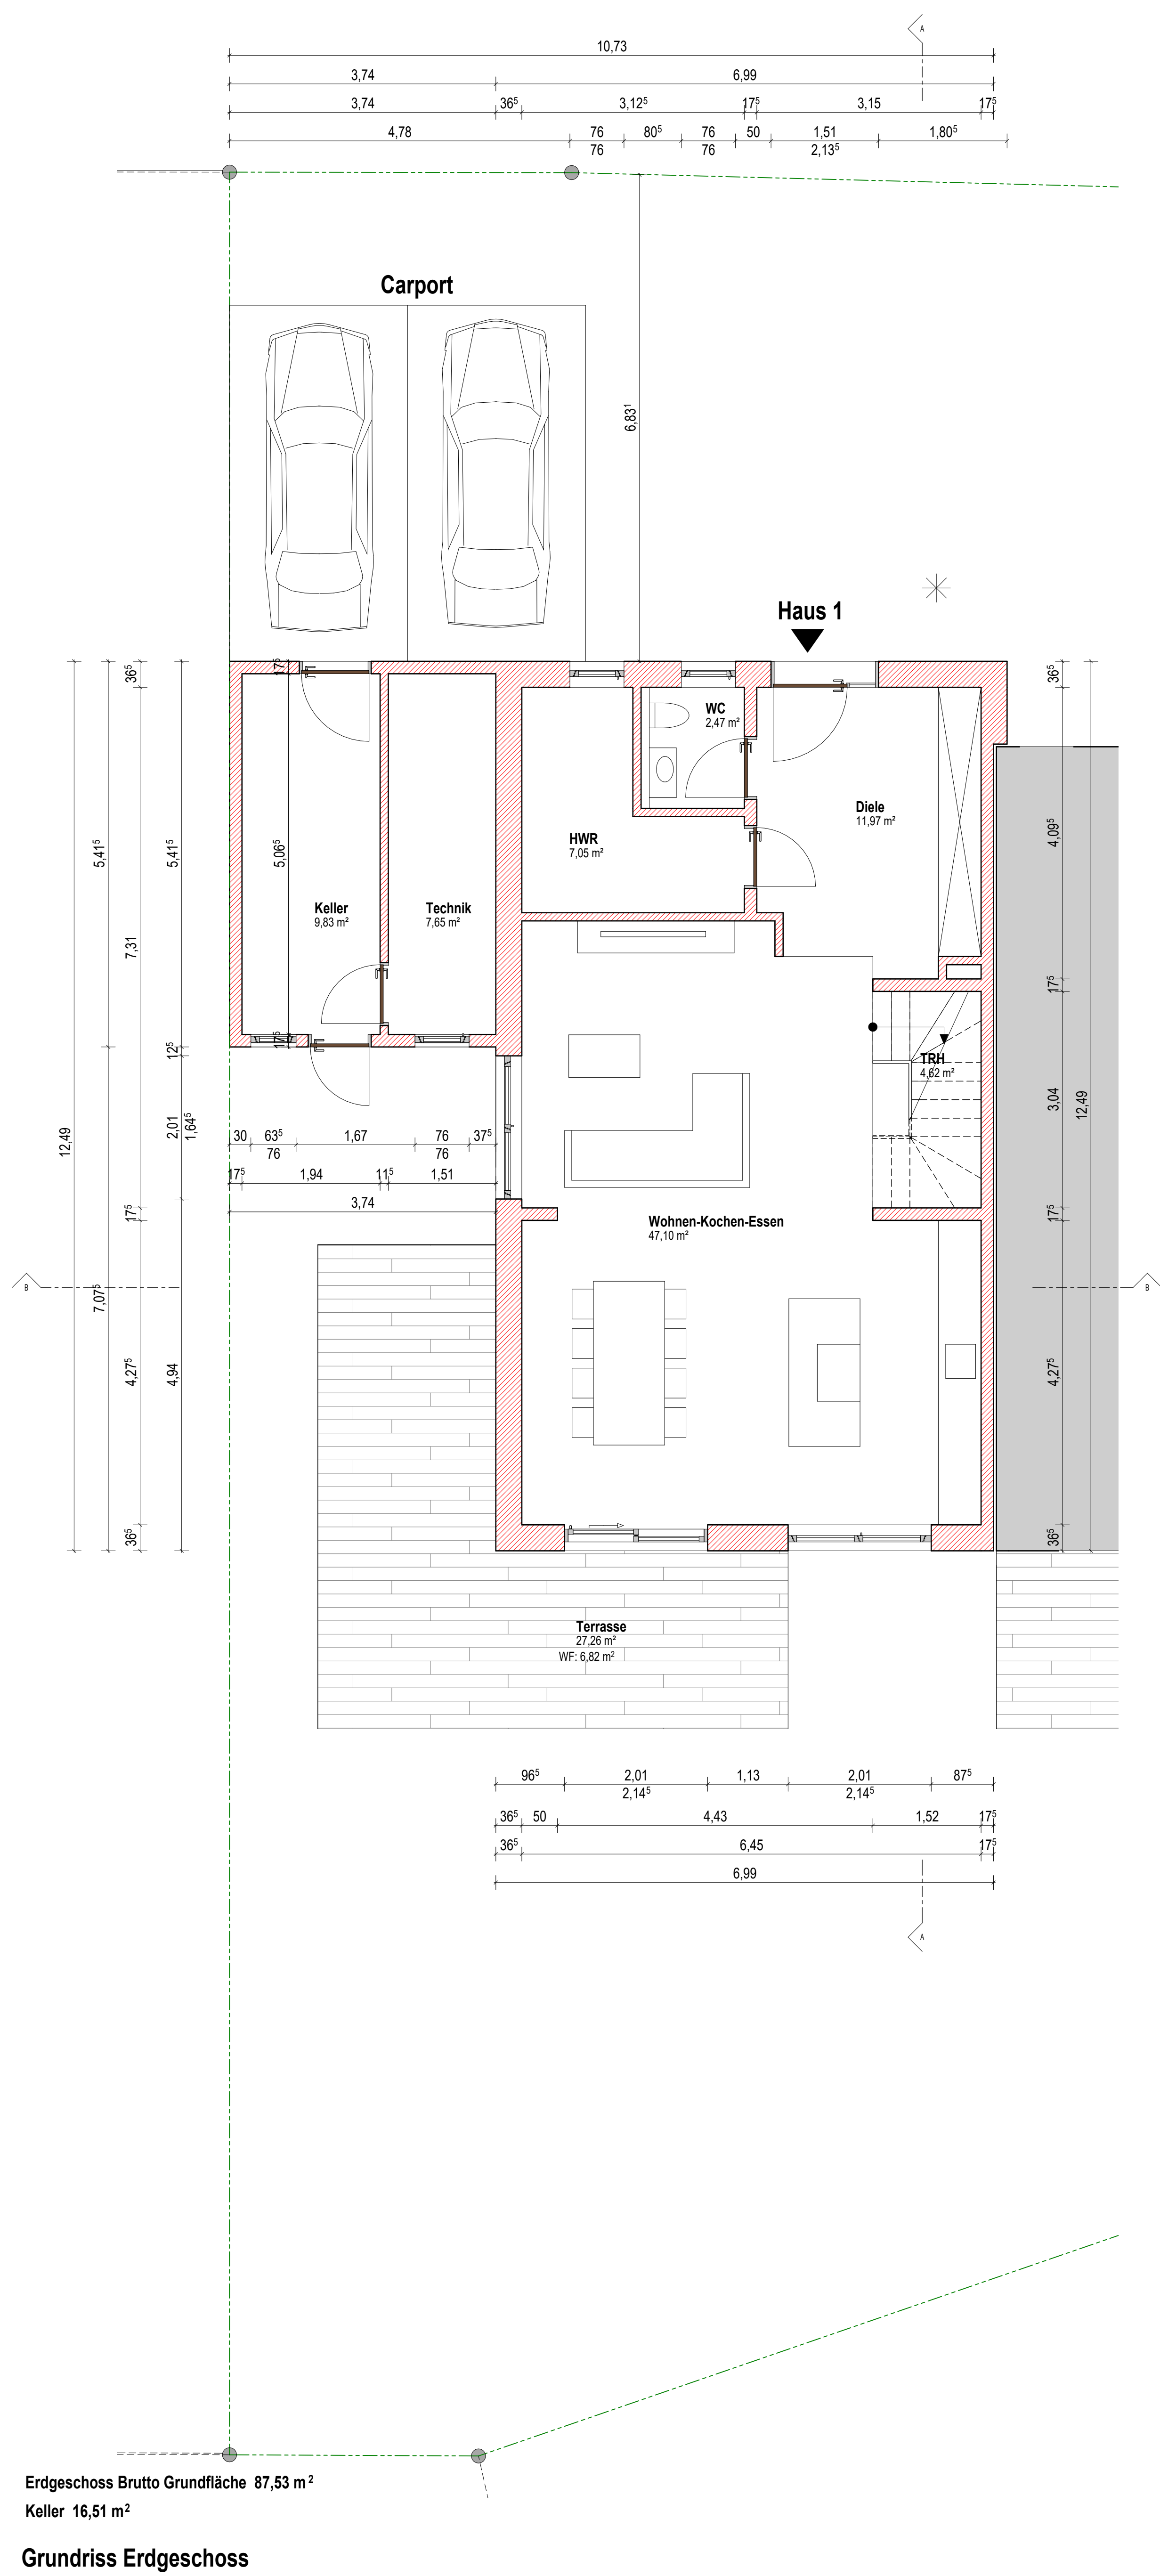 A
10,73
3,74 6,99
3,74 36⁵ 3,12⁵ 17⁵ 3,15 17⁵
4,78 76 80⁵ 76 50 1,51 1,80⁵
76 76 2,13⁵
Carport
6,83¹
Haus 1
36⁵ 17⁵ 36⁵
WC
2,47 m²
Diele
11,97 m²
HWR
7,05 m²
5,41⁵ 5,41⁵ 5,06⁵ 4,09⁵
Keller
9,83 m²
Technik
7,65 m²
7,31
17⁵
17⁵
12⁵
TRH
4,62 m²
12,49 2,01 1,64⁵ 3,04 12,49
30 63⁵ 1,67 76 37⁵
76 76
17⁵ 1,94 11⁵ 1,51
3,74
17⁵ 17⁵
Wohnen-Kochen-Essen
47,10 m²
B B
7,07⁵
4,27⁵ 4,94 4,27⁵
36⁵ 36⁵
Terrasse
27,26 m²
WF: 6,82 m²
96⁵ 2,01 1,13 2,01 87⁵
2,14⁵ 2,14⁵
36⁵ 50 4,43 1,52 17⁵
36⁵ 6,45 17⁵
6,99
A
Erdgeschoss Brutto Grundfläche 87,53 m²
Keller 16,51 m²
Grundriss Erdgeschoss